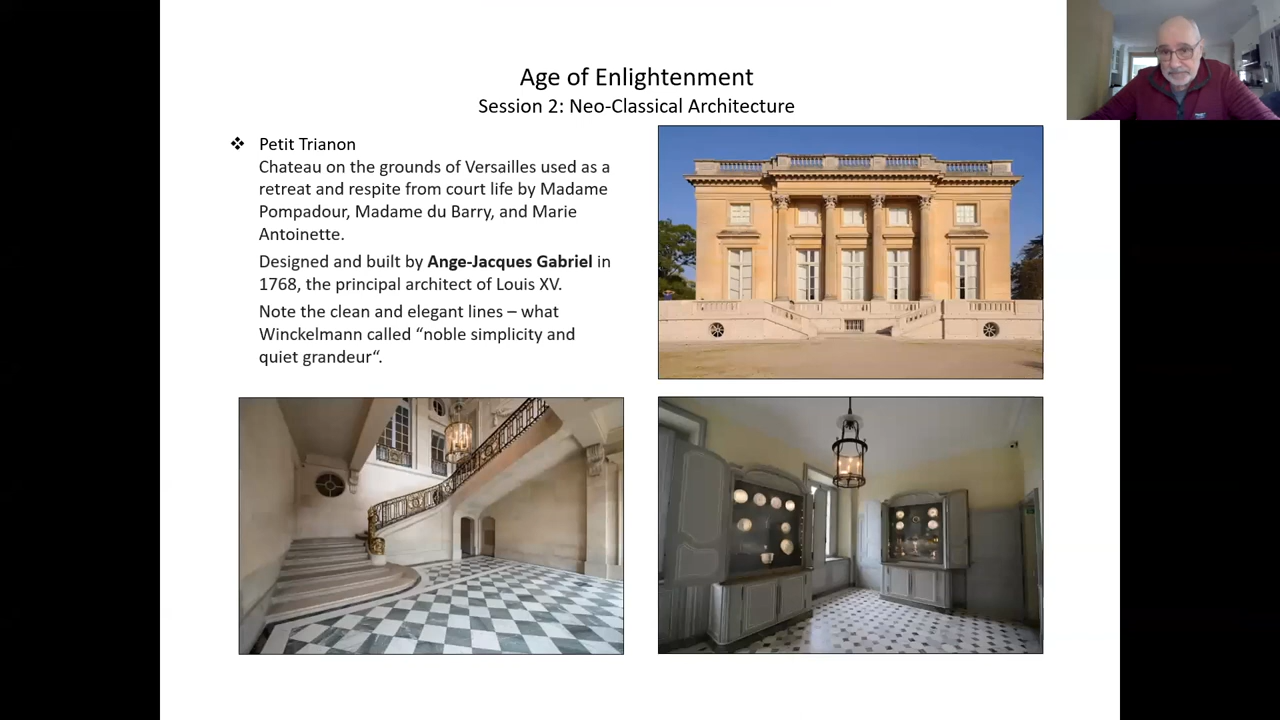 Age of Enlightenment
Session 2: Neo-Classical Architecture
❖ Petit Trianon
Chateau on the grounds of Versailles used as a
retreat and respite from court life by Madame
Pompadour, Madame du Barry, and Marie
Antoinette.
Designed and built by Ange-Jacques Gabriel in
1768, the principal architect of Louis XV.
Note the clean and elegant lines – what
Winckelmann called “noble simplicity and
quiet grandeur“.